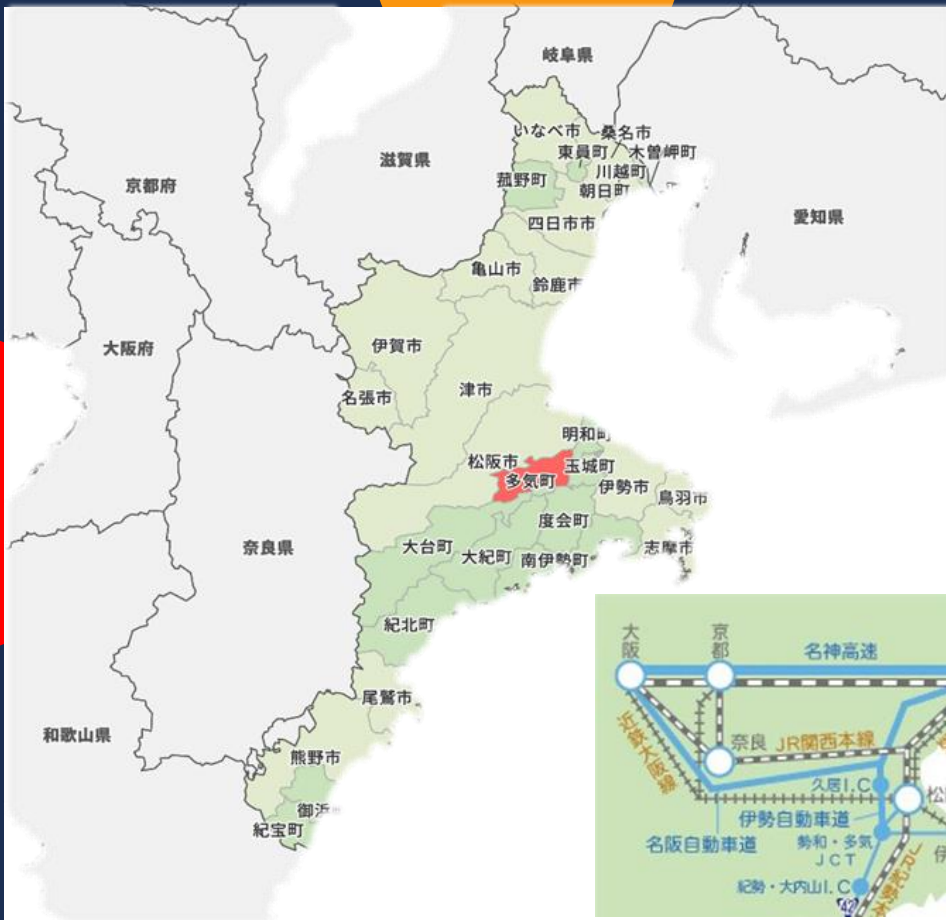 岐阜県
いなべ市
桑名市
東員町
木曽岬町
川越町
菰野町
朝日町
滋賀県
京都府
愛知県
四日市市
亀山市
鈴鹿市
大阪府
伊賀市
名張市
津市
明和町
松阪市
多気町
玉城町
伊勢市
鳥羽市
度会町
奈良県
大台町
大紀町
南伊勢町
志摩市
紀北町
尾鷲市
和歌山県
熊野市
御浜
紀宝町
大阪
京都
名神高速
近鉄大阪線
奈良
JR関西本線
久居I.C
伊勢自動車道
名阪自動車道
勢和・多気
JCT
紀勢・大内山I.C
42